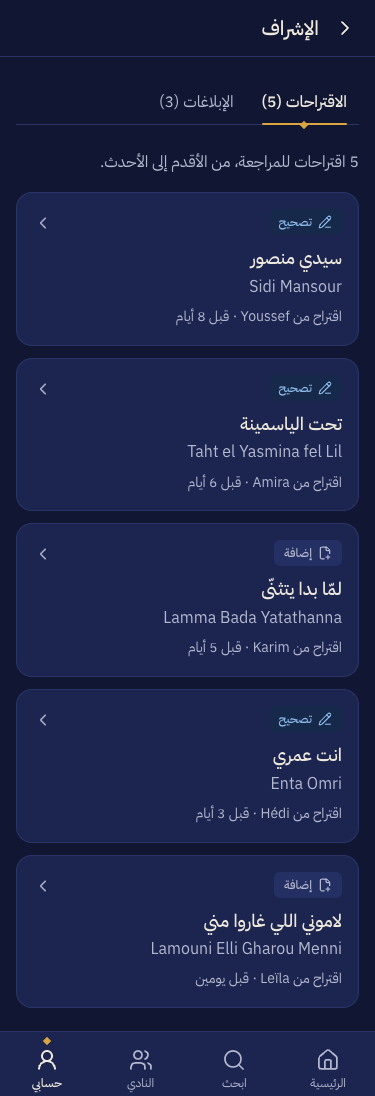 الإشراف
الاقتراحات (5)
الإبلاغات (3)
5 اقتراحات للمراجعة، من الأقدم إلى الأحدث.
تصحيح
سيدي منصور
Sidi Mansour
اقتراح من Youssef · قبل 8 أيام
تصحيح
تحت الياسمينة
Taht el Yasmina fel Lil
اقتراح من Amira · قبل 6 أيام
إضافة
لمّا بدا يتثنّى
Lamma Bada Yatathanna
اقتراح من Karim · قبل 5 أيام
تصحيح
انت عمري
Enta Omri
اقتراح من Hédi · قبل 3 أيام
إضافة
لاموني اللي غاروا مني
Lamouni Elli Gharou Menni
اقتراح من Leïla · قبل يومين
الرئيسية
ابحث
النادي
حسابي